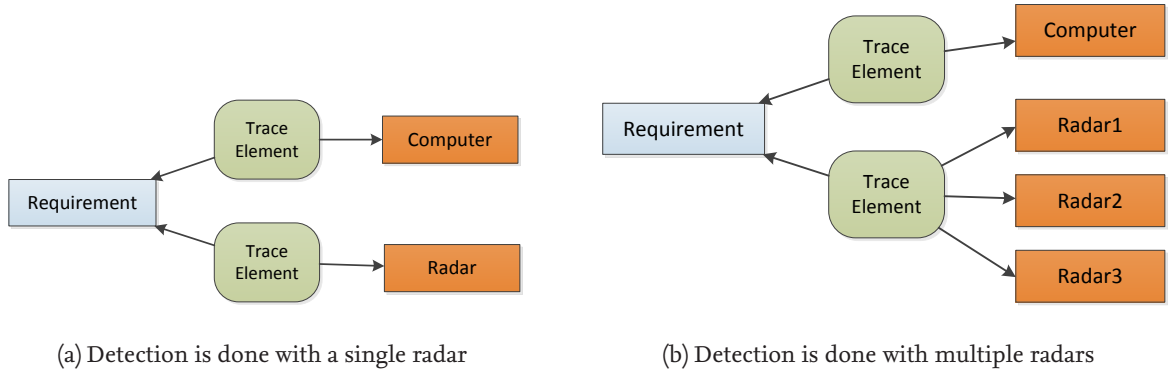 Trace
Element
Computer
Requirement
Trace
Element
Radar
(a) Detection is done with a single radar
Trace
Element
Computer
Requirement
Radar1
Trace
Element
Radar2
Radar3
(b) Detection is done with multiple radars